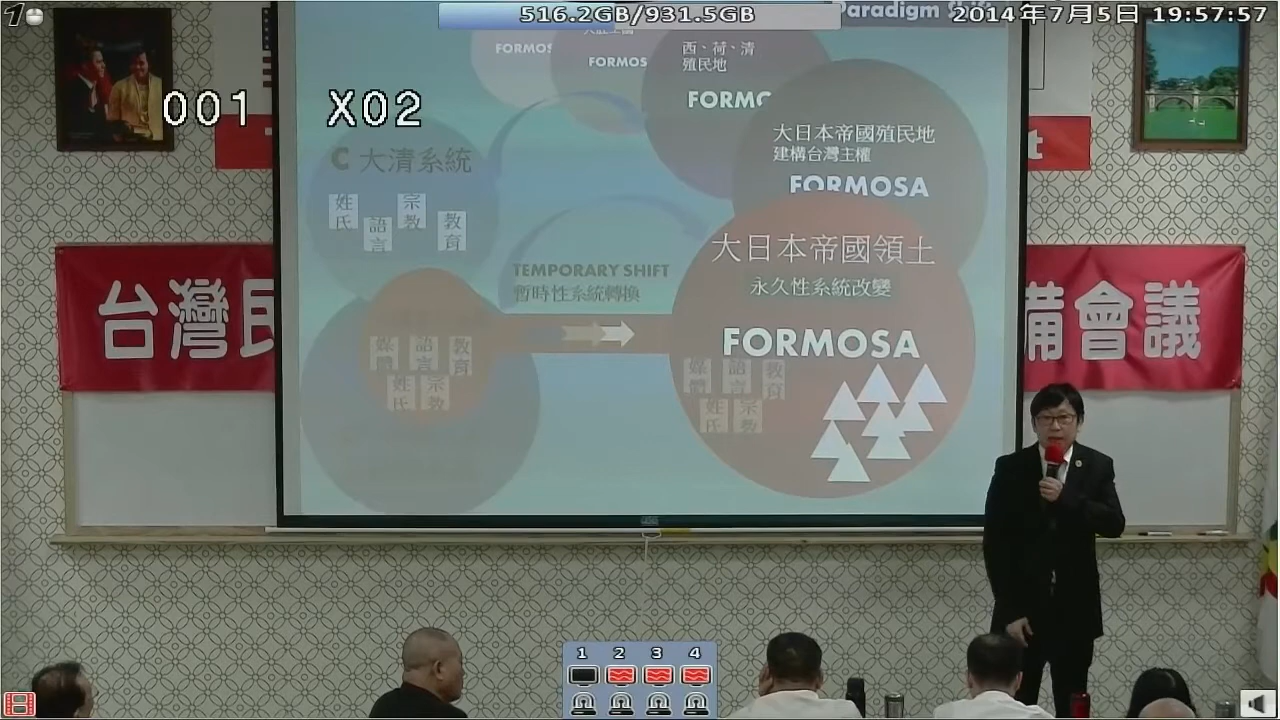 1
516.2GB/931.5GB
Paradigm
2014年7月5日 19:57:57
001 X02
FORMOS
FORMOS
西、荷、清
殖民地
FORMO
大日本帝國殖民地
建構台灣主權
FORMOSA
C 大清系統
姓氏
語言
宗教
教育
t
TEMPORARY SHIFT
暫時性系統轉換
大日本帝國領土
永久性系統改變
FORMOSA
台灣民
備會議
媒體
語言
教育
姓氏
宗教
媒體
語言
教育
姓氏
宗教
1 2 3 4